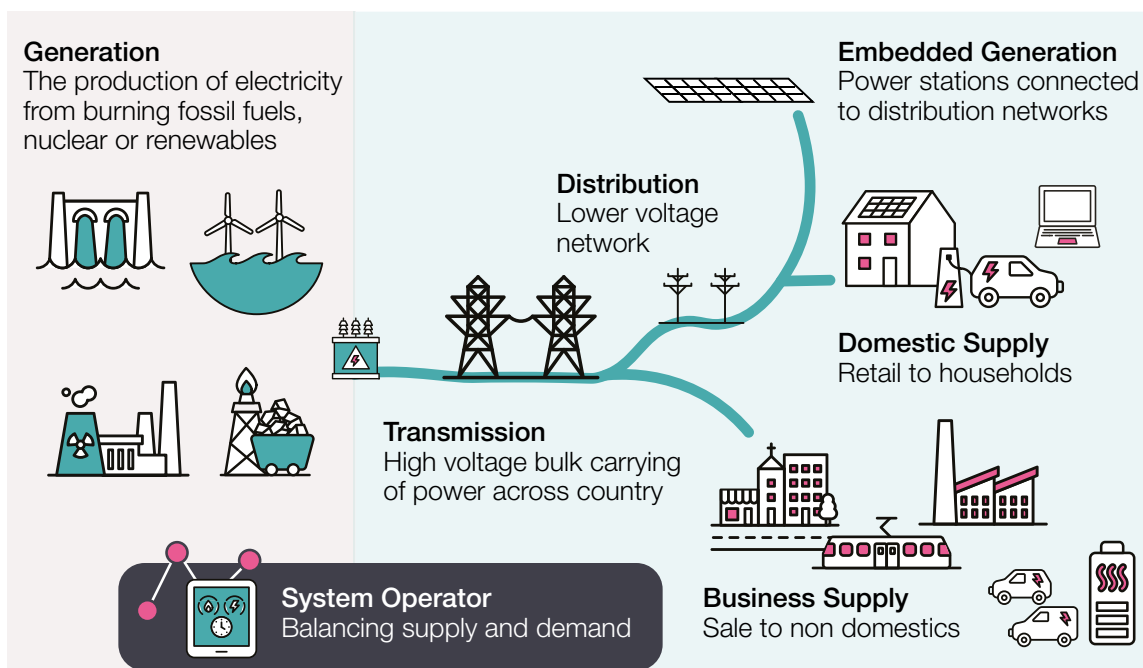 Generation
The production of electricity
from burning fossil fuels,
nuclear or renewables
Embedded Generation
Power stations connected
to distribution networks
Distribution
Lower voltage
network
Domestic Supply
Retail to households
Transmission
High voltage bulk carrying
of power across country
System Operator
Balancing supply and demand
Business Supply
Sale to non domestics